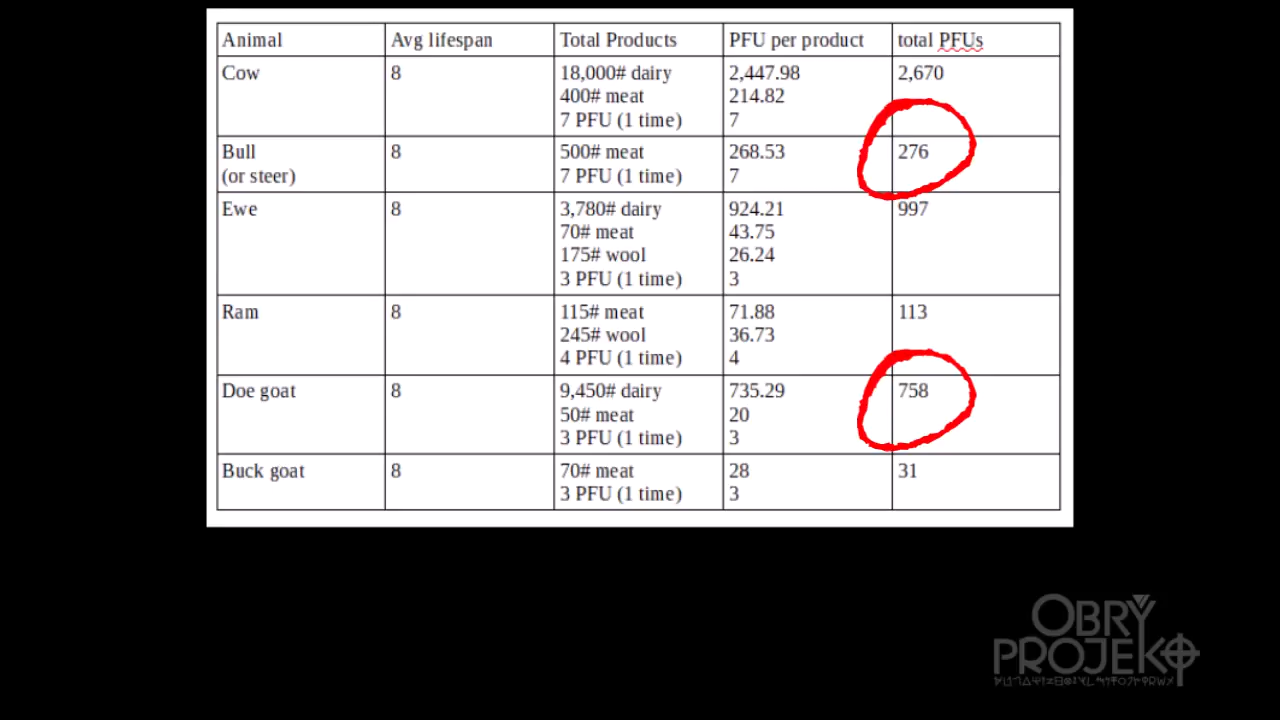 Animal Avg lifespan Total Products PFU per product total PFUs
Cow 8 18,000# dairy 2,447.98 2,670
400# meat 214.82
7 PFU (1 time) 7
Bull 8 500# meat 268.53 276
(or steer) 7 PFU (1 time) 7
Ewe 8 3,780# dairy 924.21 997
70# meat 43.75
175# wool 26.24
3 PFU (1 time) 3
Ram 8 115# meat 71.88 113
245# wool 36.73
4 PFU (1 time) 4
Doe goat 8 9,450# dairy 735.29 758
50# meat 20
3 PFU (1 time) 3
Buck goat 8 70# meat 28 31
3 PFU (1 time) 3
OBRY
PROJEKO